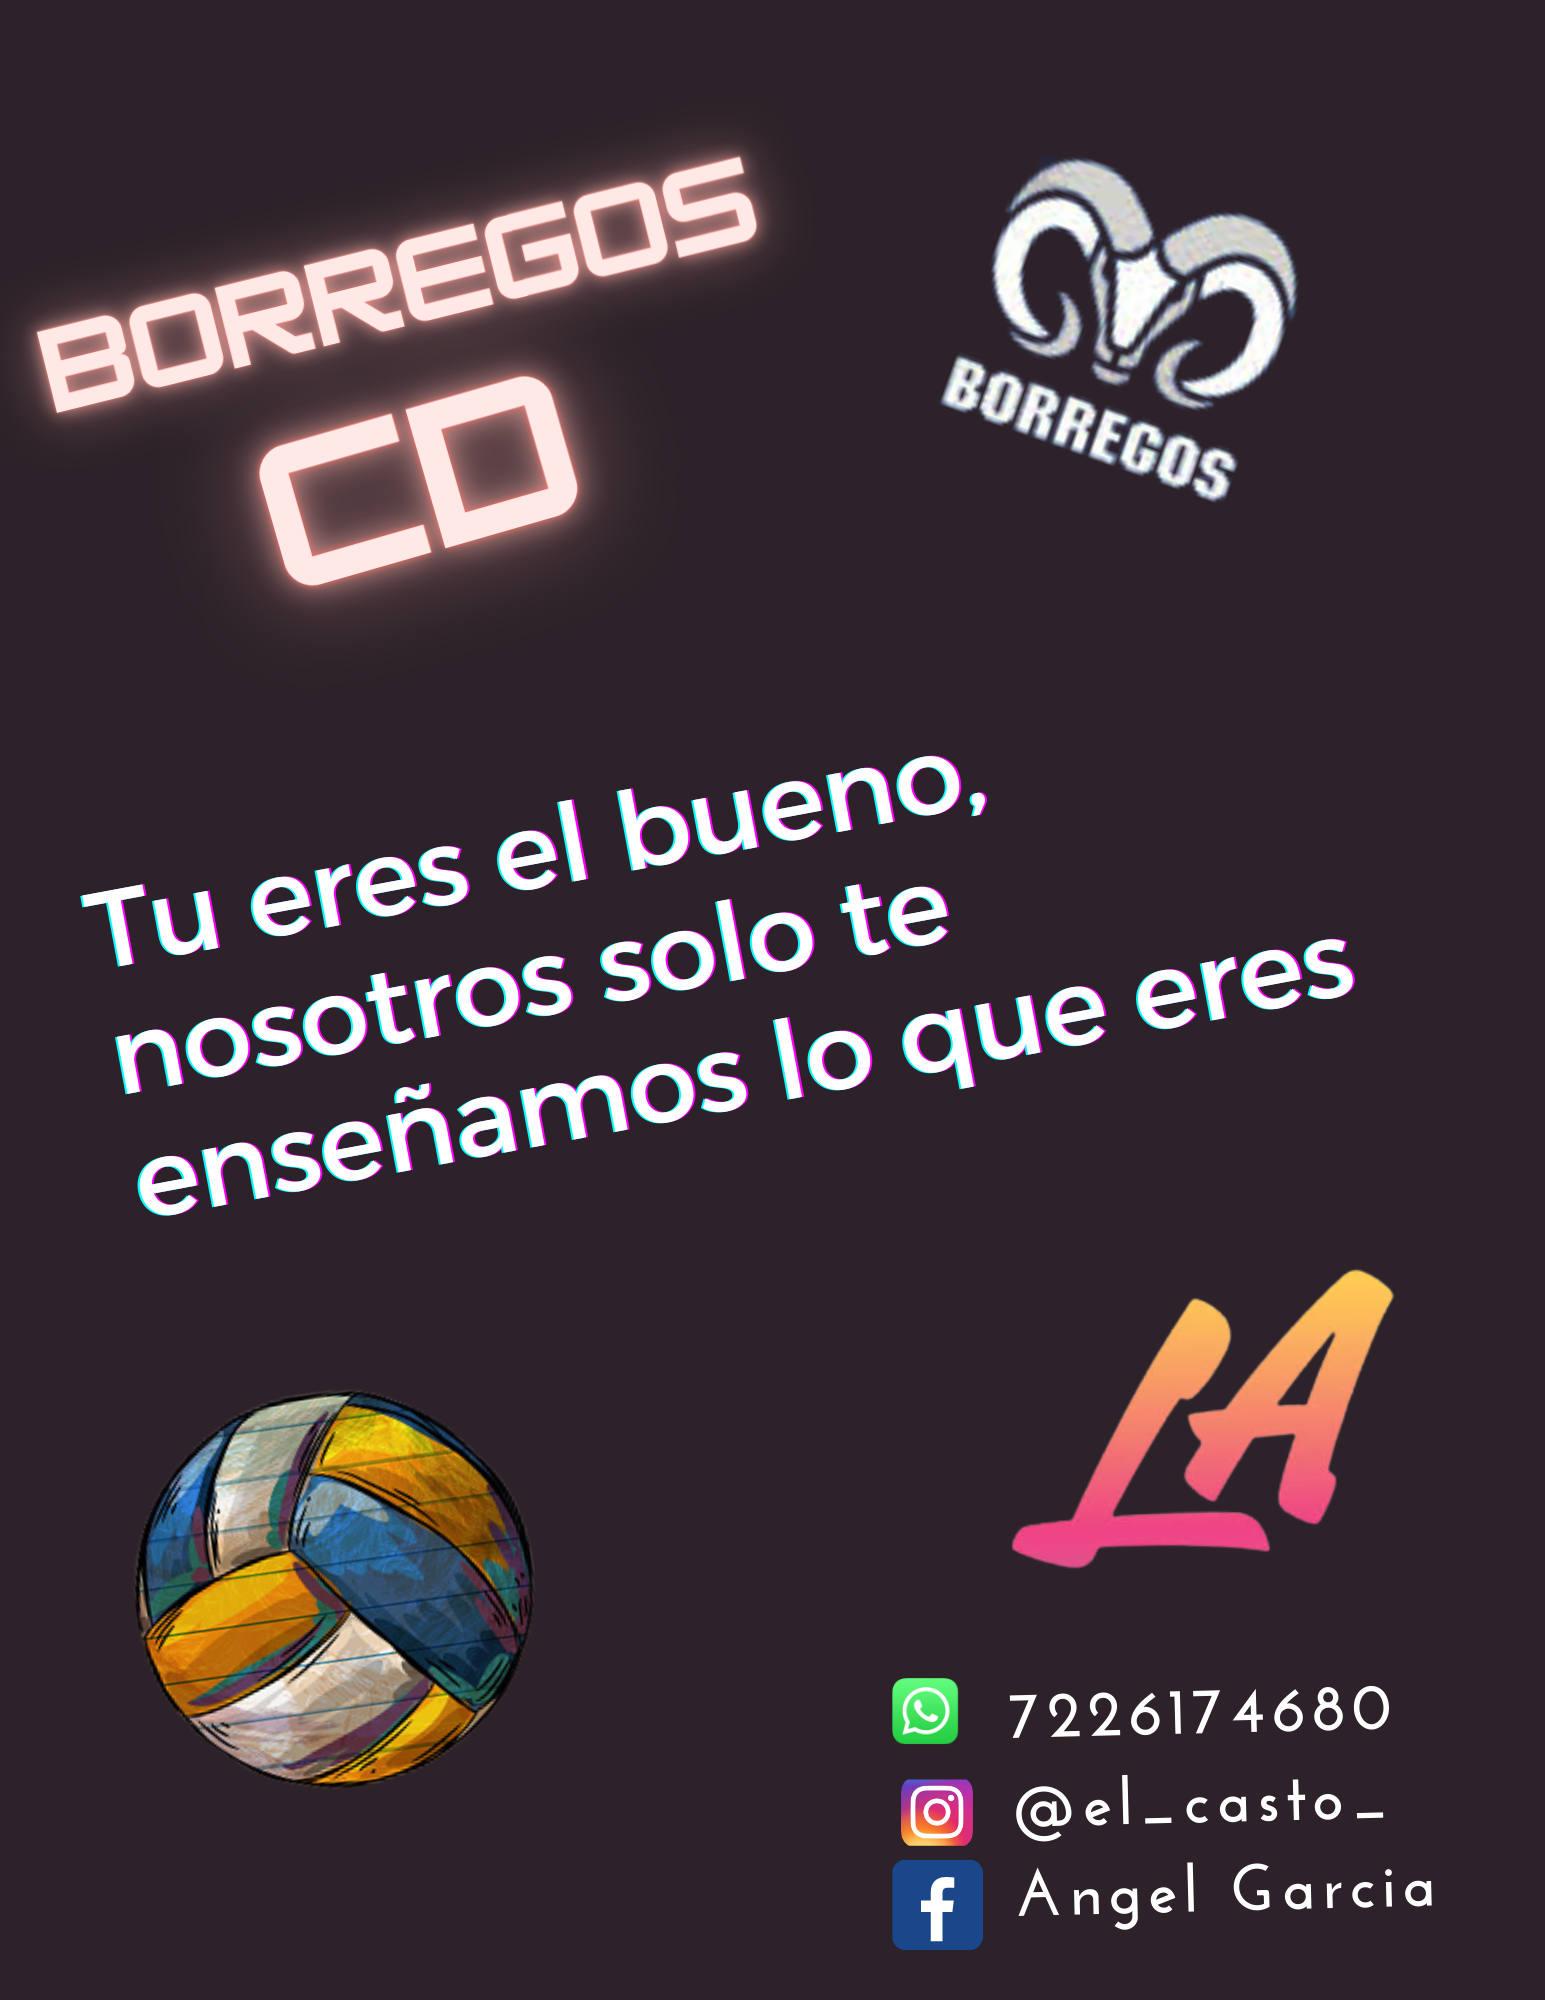 BORREGOS
CD
BORREGOS
Tu eres el bueno,
nosotros solo te
enseñamos lo que eres
LA
7226174680
@el_casto_
Angel Garcia